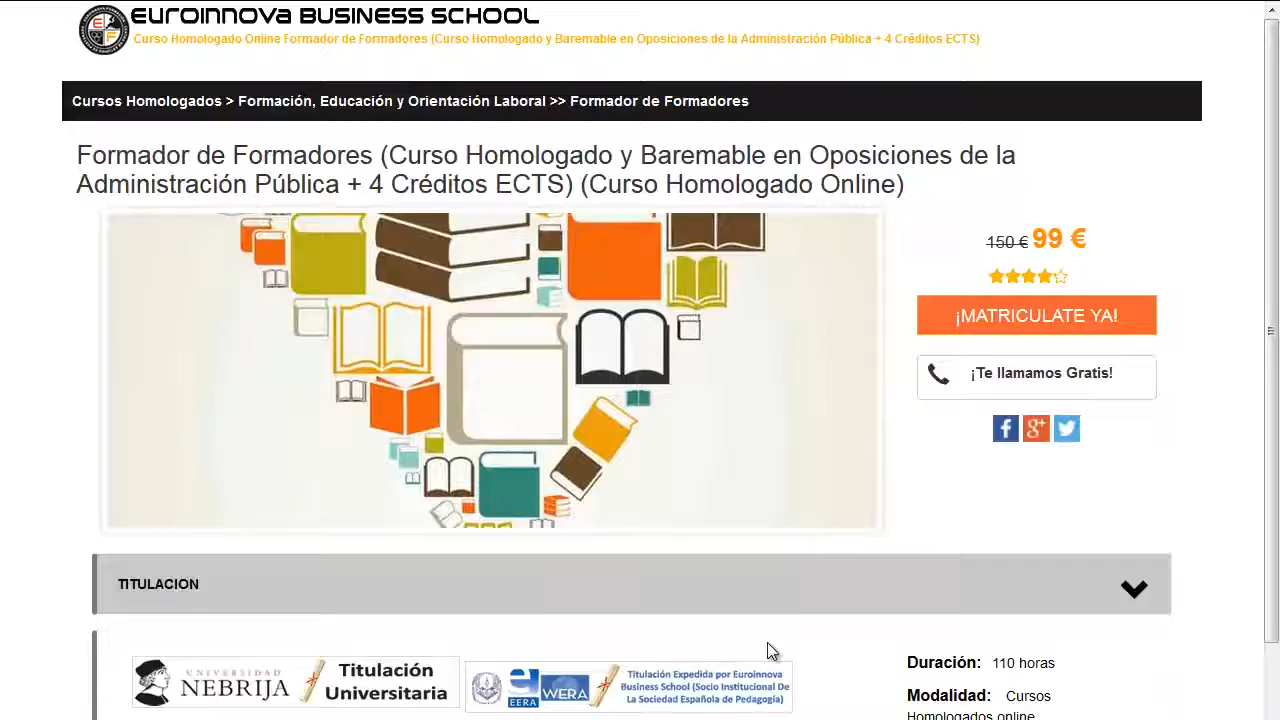 EUROINNOVA BUSINESS SCHOOL
Curso Homologado Online Formador de Formadores (Curso Homologado y Baremable en Oposiciones de la Administración Pública + 4 Créditos ECTS)
Cursos Homologados > Formación, Educación y Orientación Laboral >> Formador de Formadores
Formador de Formadores (Curso Homologado y Baremable en Oposiciones de la
Administración Pública + 4 Créditos ECTS) (Curso Homologado Online)
150 € 99 €
¡MATRICULATE YA!
¡Te llamamos Gratis!
TITULACION
UNIVERSIDAD
NEBRIJA
Titulación
Universitaria
EERA
WERA
Titulación Expedida por Euroinnova
Business School (Socio Institucional De
La Sociedad Española de Pedagogía)
Duración: 110 horas
Modalidad: Cursos
Homologados online